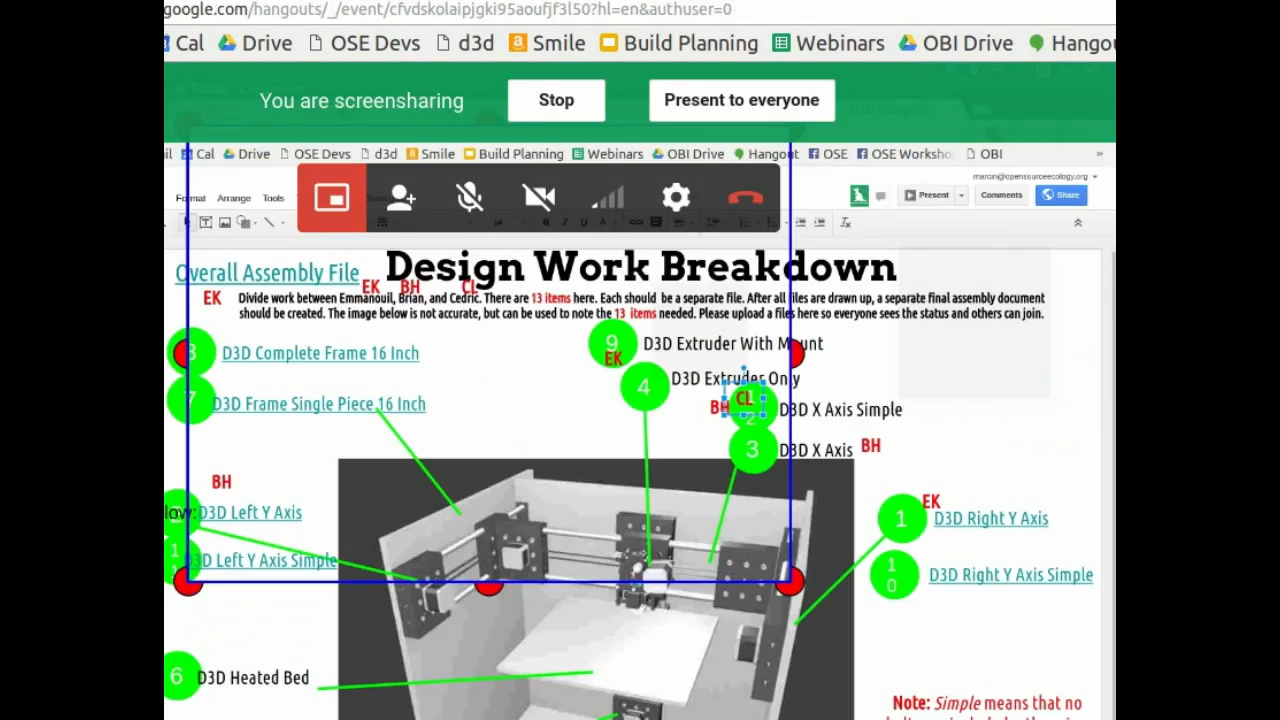 google.com/hangouts/_/event/cfvdskolaipjgki95aoufjf3l50?hl=en&authuser=0
Cal Drive OSE Devs d3d Smile Build Planning Webinars OBI Drive Hangou
You are screensharing Stop Present to everyone
Cal Drive OSE Devs d3d Smile Build Planning Webinars OBI Drive Hangout OSE OSE Worksho OBI »
marcin@opensourceecology.org
Format Arrange Tools Present Comments Share
Design Work Breakdown
Overall Assembly File
EK BH CL
EK
Divide work between Emmanouil, Brian, and Cedric. There are 13 items here. Each should be a separate file. After all files are drawn up, a separate final assembly document
should be created. The image below is not accurate, but can be used to note the 13 items needed. Please upload a files here so everyone sees the status and others can join.
8 D3D Complete Frame 16 Inch
9 D3D Extruder With Mount
EK
4 D3D Extruder Only
7 D3D Frame Single Piece 16 Inch
BH CL 12 D3D X Axis Simple
3 D3D X Axis BH
BH
2 D3D Left Y Axis
EK
1 D3D Right Y Axis
11 D3D Left Y Axis Simple
10 D3D Right Y Axis Simple
6 D3D Heated Bed
Note: Simple means that no